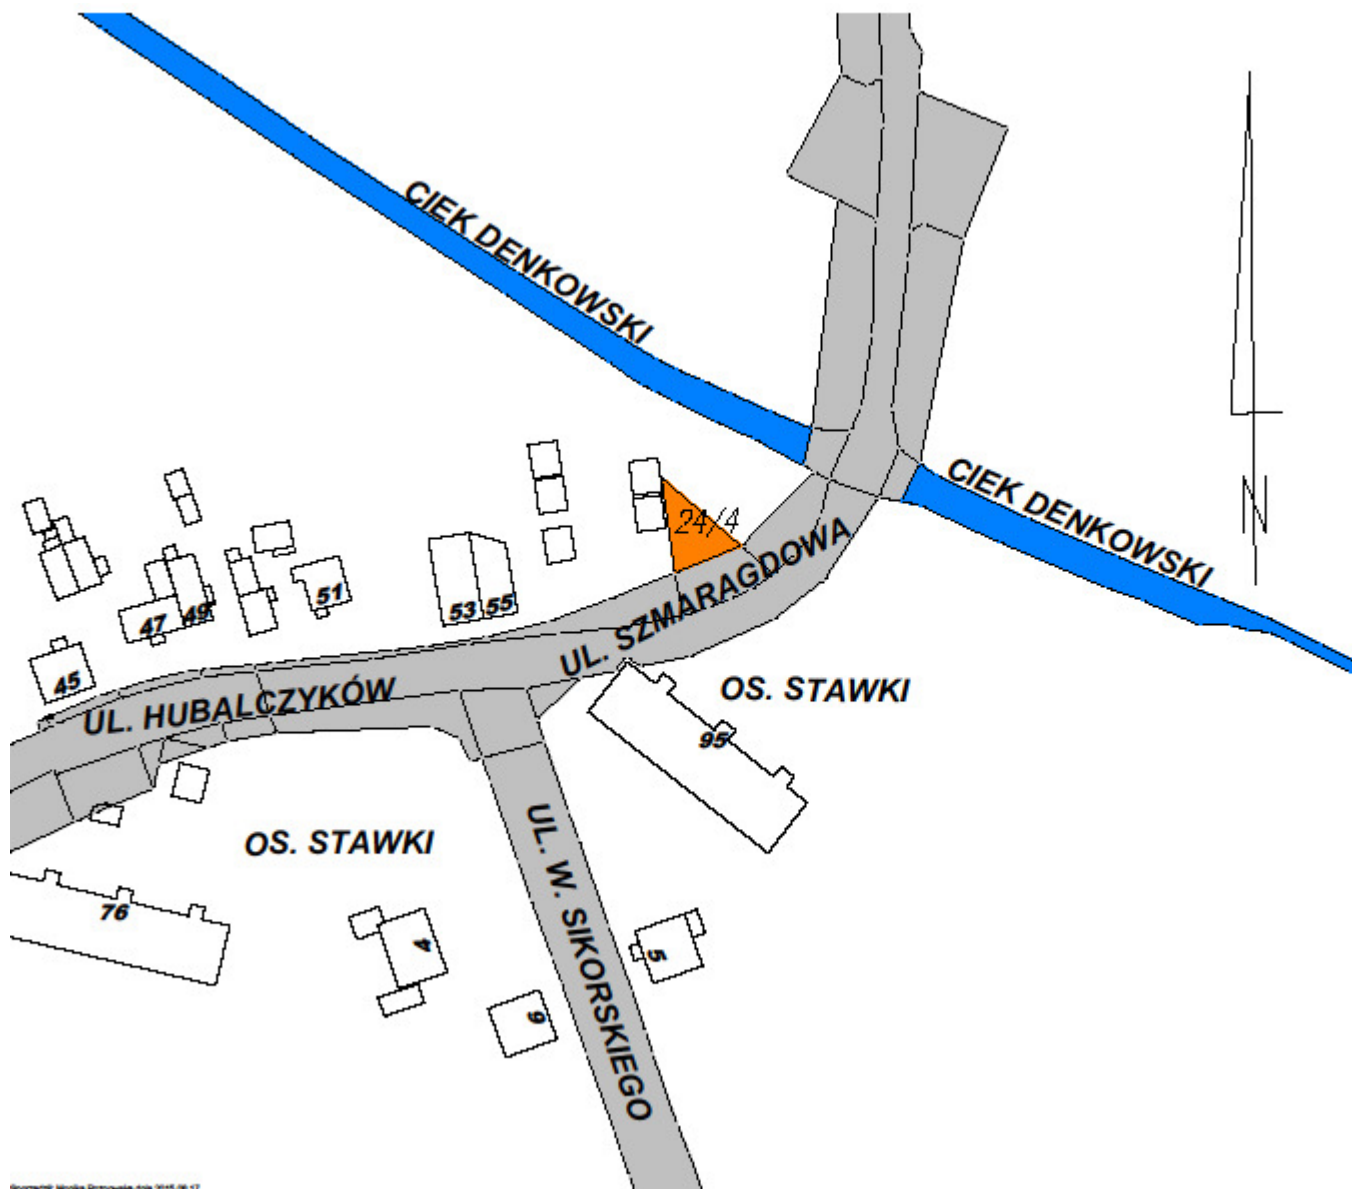 CIEK DENKOWSKI
CIEK DENKOWSKI
N
24/4
47
49
51
53
55
45
UL. SZMARAGDOWA
UL. HUBALCZYKÓW
OS. STAWKI
95
OS. STAWKI
UL. W. SIKORSKIEGO
76
4
5
6